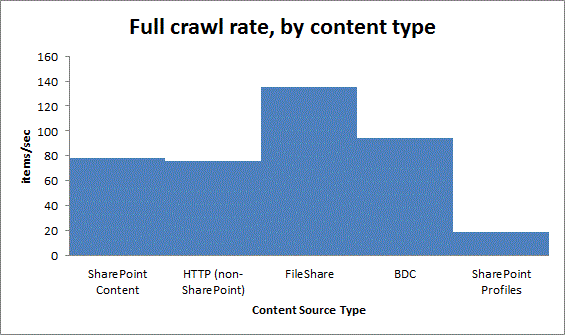 Full crawl rate, by content type
160
140
120
100
80
60
40
20
0
items/sec
SharePoint
Content
HTTP (non-
SharePoint)
FileShare
BDC
SharePoint
Profiles
Content Source Type